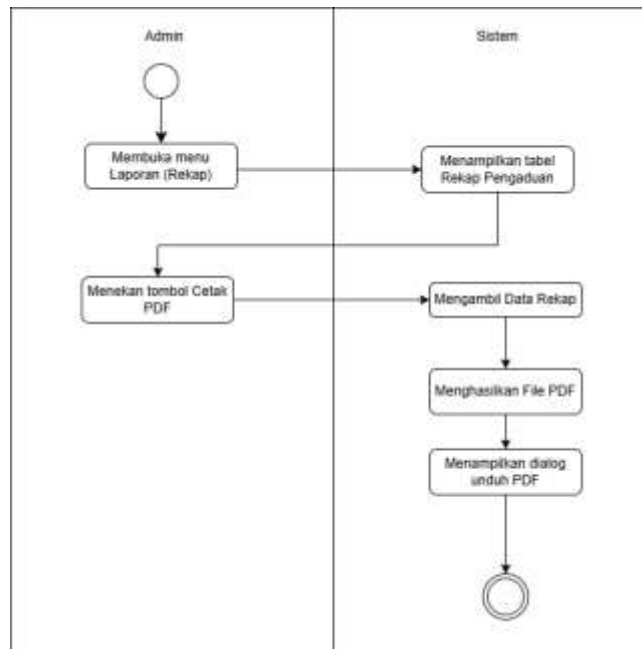 Admin
Sistem
Membuka menu
Laporan (Rekap)
Menampilkan tabel
Rekap Pengaduan
Menekan tombol Cetak
PDF
Mengambil Data Rekap
Menghasilkan File PDF
Menampilkan dialog
unduh PDF